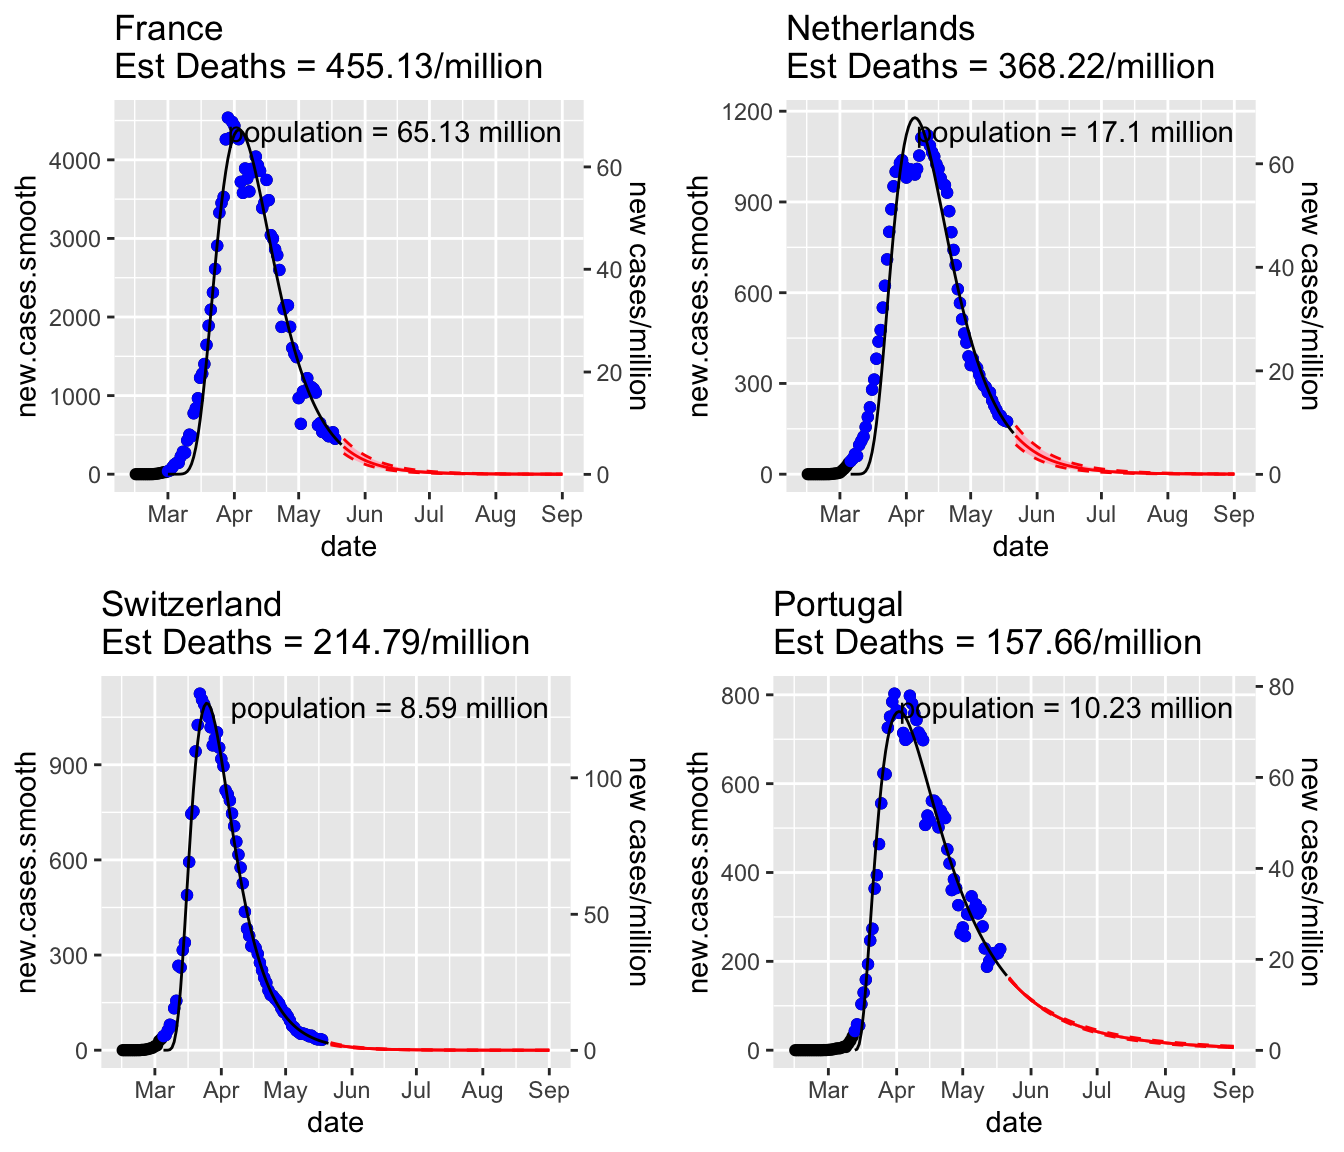 France
Est Deaths = 455.13/million
population = 65.13 million
4000
3000
2000
1000
0
new.cases.smooth
60
40
20
0
new cases/million
Mar Apr May Jun Jul Aug Sep
date
Netherlands
Est Deaths = 368.22/million
population = 17.1 million
1200
900
600
300
0
new.cases.smooth
60
40
20
0
new cases/million
Mar Apr May Jun Jul Aug Sep
date
Switzerland
Est Deaths = 214.79/million
population = 8.59 million
900
600
300
0
new.cases.smooth
100
50
0
new cases/million
Mar Apr May Jun Jul Aug Sep
date
Portugal
Est Deaths = 157.66/million
population = 10.23 million
800
600
400
200
0
new.cases.smooth
80
60
40
20
0
new cases/million
Mar Apr May Jun Jul Aug Sep
date